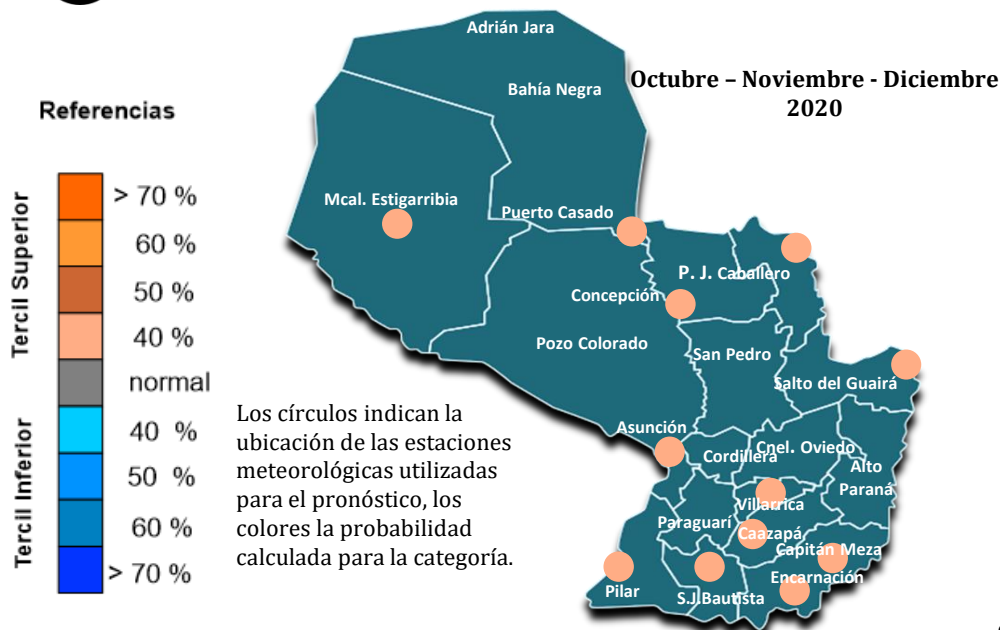 Adrián Jara
Octubre – Noviembre - Diciembre
2020
Bahía Negra
Referencias
Tercil Superior
> 70 %
60 %
50 %
40 %
normal
Tercil Inferior
40 %
50 %
60 %
> 70 %
Mcal. Estigarribia
Puerto Casado
P. J. Caballero
Concepción
Pozo Colorado
San Pedro
Salto del Guairá
Los círculos indican la
ubicación de las estaciones
meteorológicas utilizadas
para el pronóstico, los
colores la probabilidad
calculada para la categoría.
Asunción
Cordillera
Cnel. Oviedo
Alto
Paraná
Villarrica
Paraguarí
Caazapá
Capitán Meza
Encarnación
Pilar
S.J.Bautista